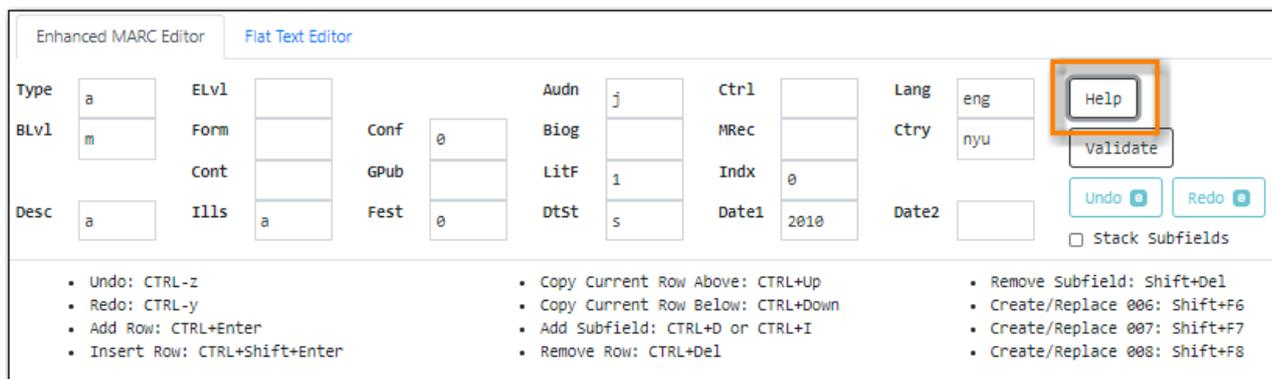 Enhanced MARC Editor Flat Text Editor
Type a ELvl Audn j Ctrl Lang eng Help
BLvl m Form Conf 0 Biog MRec Ctry nyu Validate
Cont GPub LitF 1 Indx 0
Undo 0 Redo 0
Desc a Ills a Fest 0 DtSt s Date1 2010 Date2
Stack Subfields
• Undo: CTRL-z
• Redo: CTRL-y
• Add Row: CTRL+Enter
• Insert Row: CTRL+Shift+Enter
• Copy Current Row Above: CTRL+Up
• Copy Current Row Below: CTRL+Down
• Add Subfield: CTRL+D or CTRL+I
• Remove Row: CTRL+Del
• Remove Subfield: Shift+Del
• Create/Replace 006: Shift+F6
• Create/Replace 007: Shift+F7
• Create/Replace 008: Shift+F8